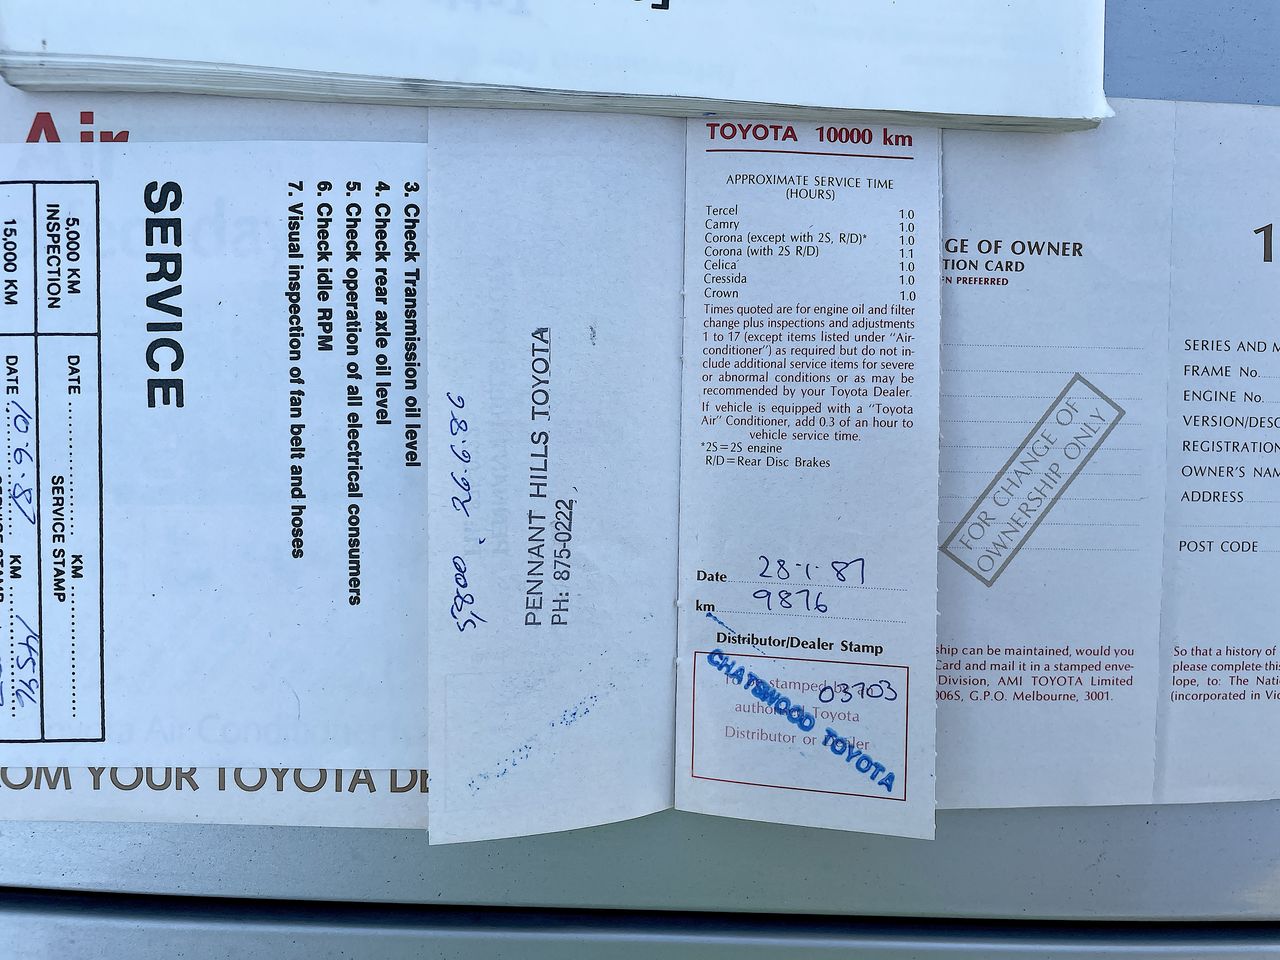 Air
SERVICE
3. Check Transmission oil level
4. Check rear axle oil level
5. Check operation of all electrical consumers
6. Check idle RPM
7. Visual inspection of fan belt and hoses
5,000 KM
INSPECTION
DATE .......... KM ..........
SERVICE STAMP
15,000 KM
DATE 10.6.87 KM 14596
OM YOUR TOYOTA DE
26.9.86
5,800
PENNANT HILLS TOYOTA
PH: 875-0222
TOYOTA 10000 km
APPROXIMATE SERVICE TIME
(HOURS)
Tercel 1.0
Camry 1.0
Corona (except with 2S, R/D)* 1.0
Corona (with 2S R/D) 1.1
Celica 1.0
Cressida 1.0
Crown 1.0
Times quoted are for engine oil and filter
change plus inspections and adjustments
1 to 17 (except items listed under "Air-
conditioner") as required but do not in-
clude additional service items for severe
or abnormal conditions or as may be
recommended by your Toyota Dealer.
If vehicle is equipped with a "Toyota
Air" Conditioner, add 0.3 of an hour to
vehicle service time.
*2S=2S engine
R/D=Rear Disc Brakes
Date 28.1.87
km 9876
Distributor/Dealer Stamp
stamped
03703
Toyota
Distributor or
CHATSWOOD TOYOTA
GE OF OWNER
TION CARD
N PREFERRED
FOR CHANGE OF
OWNERSHIP ONLY
ship can be maintained, would you
Card and mail it in a stamped enve-
Division, AMI TOYOTA Limited
006S, G.P.O. Melbourne, 3001.
1
SERIES AND M
FRAME No.
ENGINE No.
VERSION/DESC
REGISTRATION
OWNER'S NAM
ADDRESS
POST CODE
So that a history of
please complete this
lope, to: The Nati
(incorporated in Vic